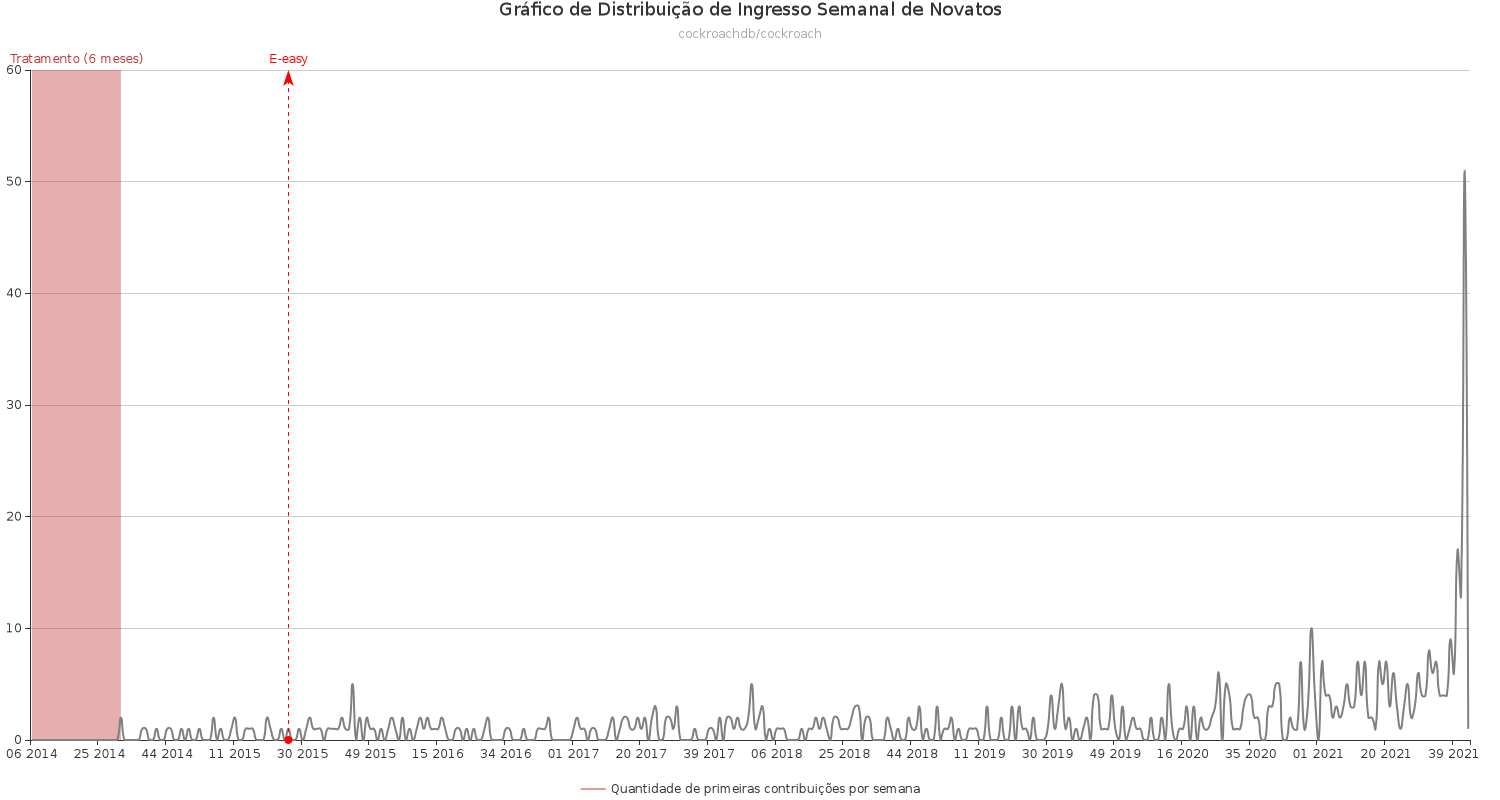 Gráfico de Distribuição de Ingresso Semanal de Novatos
cockroachdb/cockroach
Tratamento (6 meses)
E-easy
60
50
40
30
20
10
0
06 2014 25 2014 44 2014 11 2015 30 2015 49 2015 15 2016 34 2016 01 2017 20 2017 39 2017 06 2018 25 2018 44 2018 11 2019 30 2019 49 2019 16 2020 35 2020 01 2021 20 2021 39 2021
Quantidade de primeiras contribuições por semana